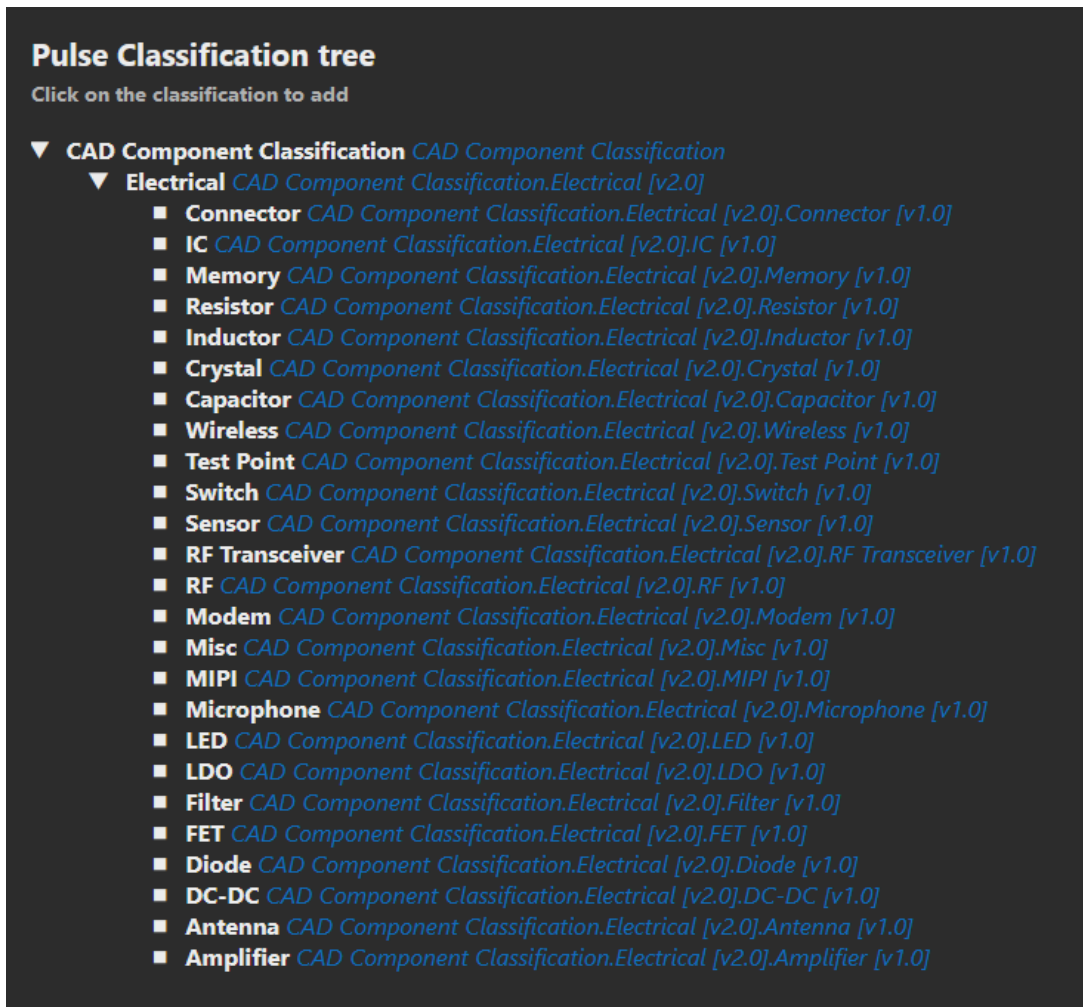 Pulse Classification tree
Click on the classification to add
CAD Component Classification CAD Component Classification
Electrical CAD Component Classification.Electrical [v2.0]
Connector CAD Component Classification.Electrical [v2.0].Connector [v1.0]
IC CAD Component Classification.Electrical [v2.0].IC [v1.0]
Memory CAD Component Classification.Electrical [v2.0].Memory [v1.0]
Resistor CAD Component Classification.Electrical [v2.0].Resistor [v1.0]
Inductor CAD Component Classification.Electrical [v2.0].Inductor [v1.0]
Crystal CAD Component Classification.Electrical [v2.0].Crystal [v1.0]
Capacitor CAD Component Classification.Electrical [v2.0].Capacitor [v1.0]
Wireless CAD Component Classification.Electrical [v2.0].Wireless [v1.0]
Test Point CAD Component Classification.Electrical [v2.0].Test Point [v1.0]
Switch CAD Component Classification.Electrical [v2.0].Switch [v1.0]
Sensor CAD Component Classification.Electrical [v2.0].Sensor [v1.0]
RF Transceiver CAD Component Classification.Electrical [v2.0].RF Transceiver [v1.0]
RF CAD Component Classification.Electrical [v2.0].RF [v1.0]
Modem CAD Component Classification.Electrical [v2.0].Modem [v1.0]
Misc CAD Component Classification.Electrical [v2.0].Misc [v1.0]
MIPI CAD Component Classification.Electrical [v2.0].MIPI [v1.0]
Microphone CAD Component Classification.Electrical [v2.0].Microphone [v1.0]
LED CAD Component Classification.Electrical [v2.0].LED [v1.0]
LDO CAD Component Classification.Electrical [v2.0].LDO [v1.0]
Filter CAD Component Classification.Electrical [v2.0].Filter [v1.0]
FET CAD Component Classification.Electrical [v2.0].FET [v1.0]
Diode CAD Component Classification.Electrical [v2.0].Diode [v1.0]
DC-DC CAD Component Classification.Electrical [v2.0].DC-DC [v1.0]
Antenna CAD Component Classification.Electrical [v2.0].Antenna [v1.0]
Amplifier CAD Component Classification.Electrical [v2.0].Amplifier [v1.0]